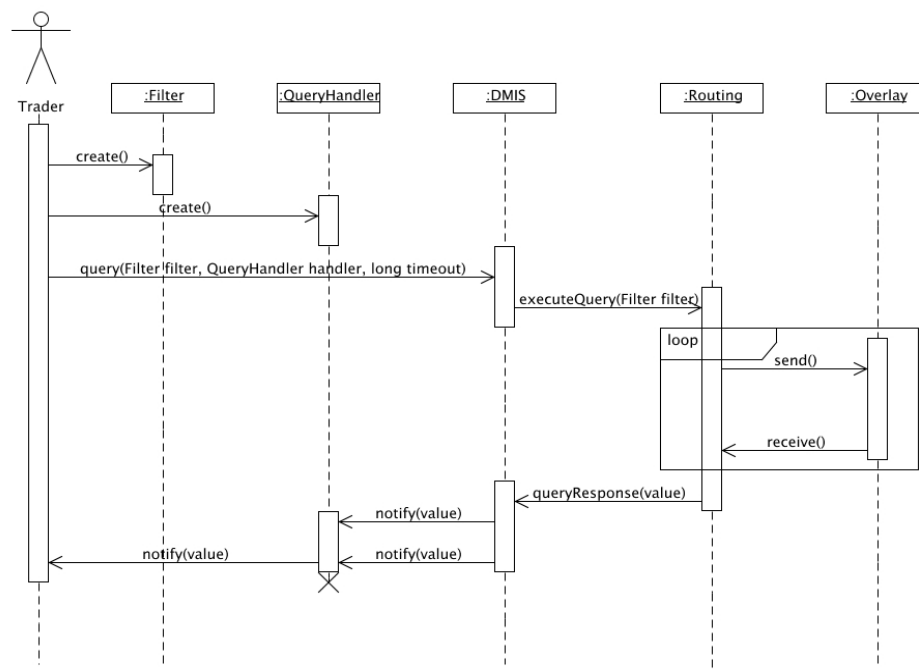 Trader
:Filter
:QueryHandler
:DMIS
:Routing
:Overlay
create()
create()
query(Filter filter, QueryHandler handler, long timeout)
executeQuery(Filter filter)
loop
send()
receive()
queryResponse(value)
notify(value)
notify(value)
notify(value)